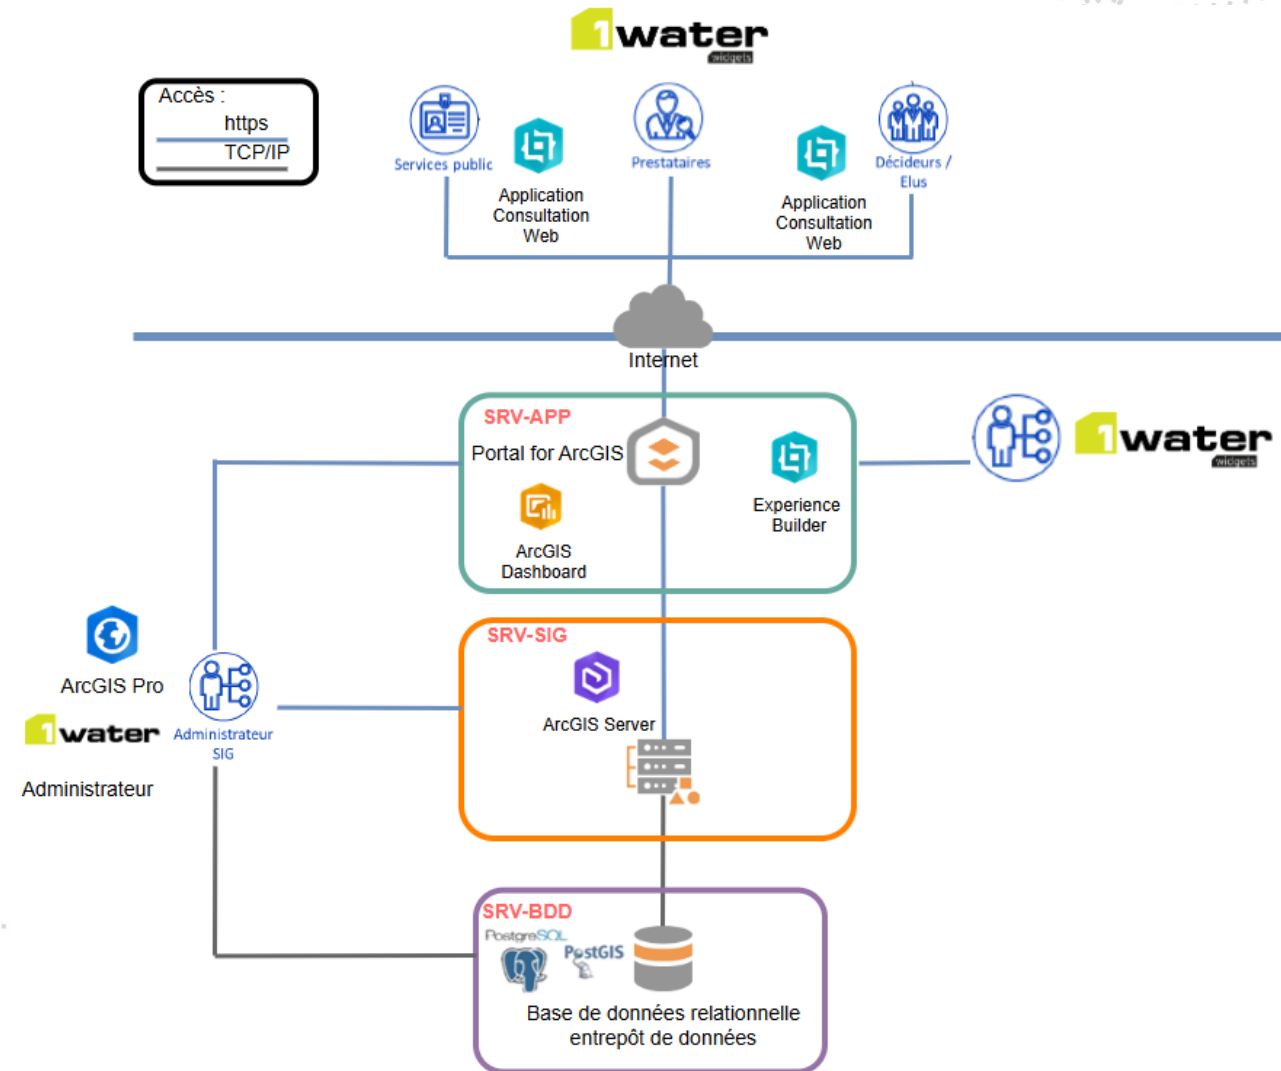 1water
widgets
Accès :
https
TCP/IP
Services public
Application
Consultation
Web
Prestataires
Application
Consultation
Web
Décideurs /
Elus
Internet
SRV-APP
Portal for ArcGIS
ArcGIS
Dashboard
Experience
Builder
1water
widgets
SRV-SIG
ArcGIS Server
ArcGIS Pro
1water
Administrateur
Administrateur
SIG
SRV-BDD
PostgreSQL
PostGIS
Base de données relationnelle
entrepôt de données